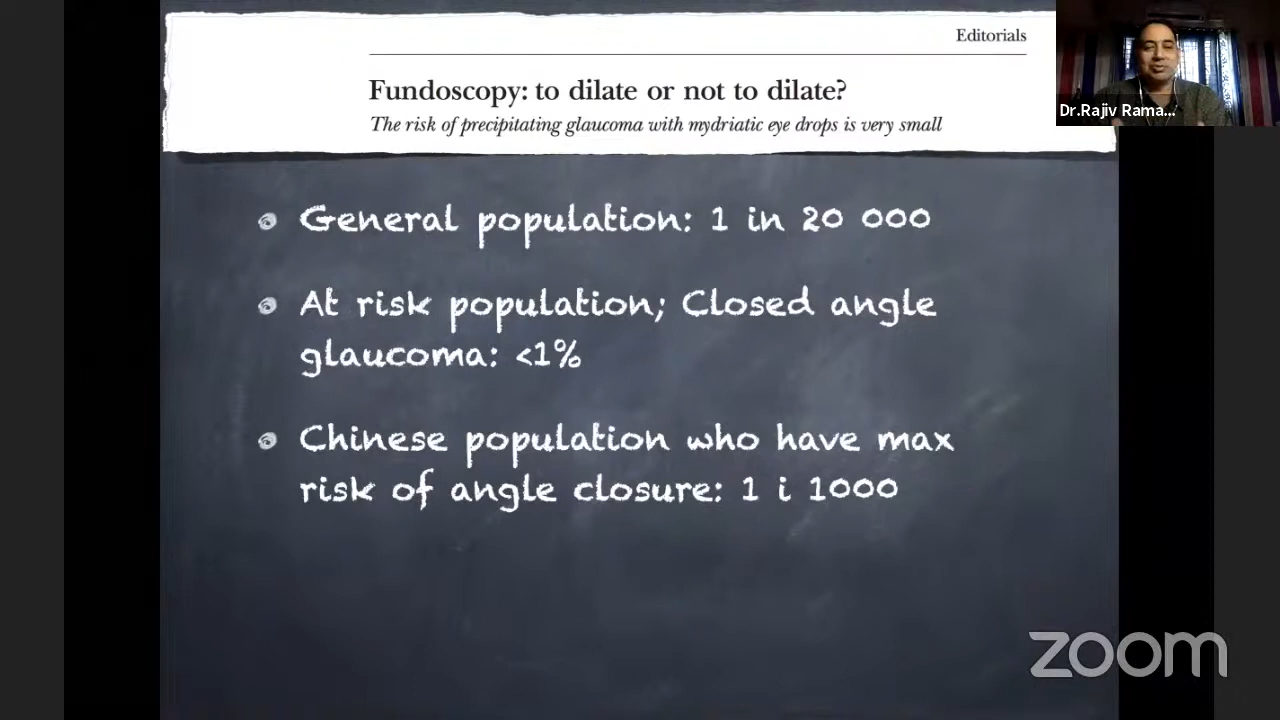 Editorials
Fundoscopy: to dilate or not to dilate?
The risk of precipitating glaucoma with mydriatic eye drops is very small
Dr.Rajiv Rama...
General population: 1 in 20 000
At risk population; Closed angle
glaucoma: <1%
Chinese population who have max
risk of angle closure: 1 i 1000
zoom